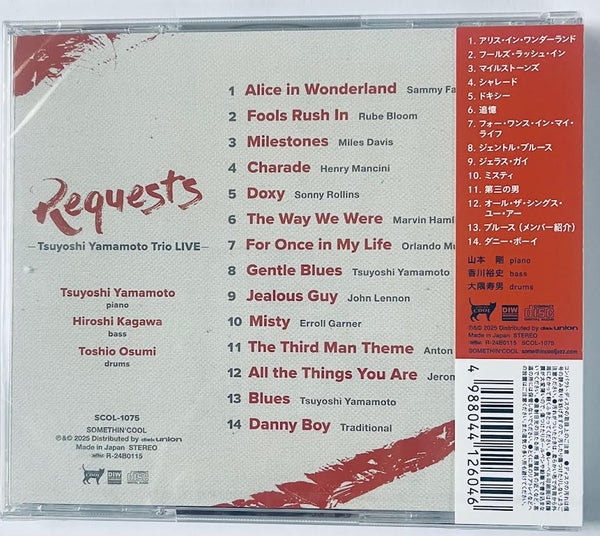 Requests
Tsuyoshi Yamamoto Trio LIVE
Tsuyoshi Yamamoto
piano
Hiroshi Kagawa
bass
Toshio Osumi
drums
SCOL-1075
SOMETHIN'COOL
℗&© 2025 Distributed by diskunion
Made in Japan STEREO
R-24B0115
1 Alice in Wonderland Sammy Fa
2 Fools Rush In Rube Bloom
3 Milestones Miles Davis
4 Charade Henry Mancini
5 Doxy Sonny Rollins
6 The Way We Were Marvin Haml
7 For Once in My Life Orlando Mu
8 Gentle Blues Tsuyoshi Yamamoto
9 Jealous Guy John Lennon
10 Misty Erroll Garner
11 The Third Man Theme Anton
12 All the Things You Are Jerom
13 Blues Tsuyoshi Yamamoto
14 Danny Boy Traditional
1. アリス・イン・ワンダーランド
2. フールズ・ラッシュ・イン
3. マイルストーンズ
4. シャレード
5. ドキシー
6. 追憶
7. フォー・ワンス・イン・マイ・
ライフ
8. ジェントル・ブルース
9. ジェラス・ガイ
10. ミスティ
11. 第三の男
12. オール・ザ・シングス・
ユー・アー
13. ブルース（メンバー紹介）
14. ダニー・ボーイ
山本 剛 piano
香川裕史 bass
大隅寿男 drums
COOL DIW disc
℗&© 2025 Distributed by diskunion
Made in Japan STEREO
R-24B0115 SCOL-1075
SOMETHIN'COOL somethincooljazz.com
4 988044 124046